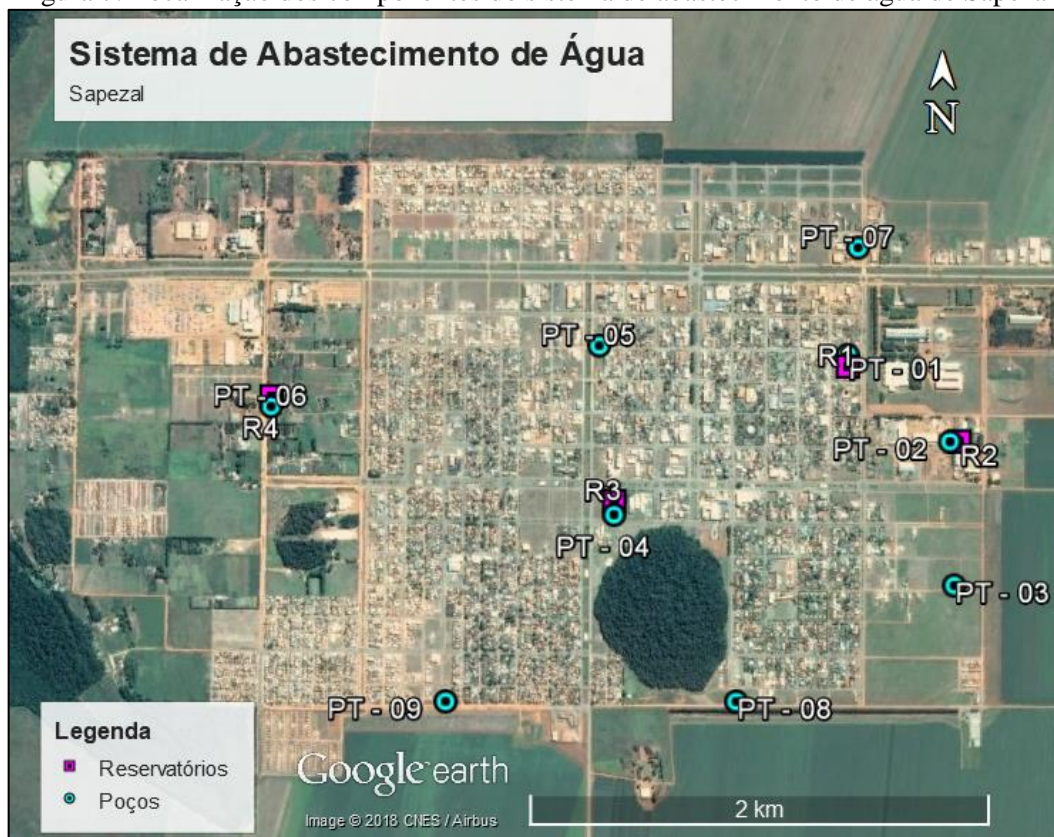 Sistema de Abastecimento de Água
Sapezal
N
PT - 07
PT - 05
R1
PT - 01
PT - 06
R4
PT - 02
R2
R3
PT - 04
PT - 03
PT - 09
PT - 08
Legenda
Reservatórios
Poços
Google earth
Image © 2018 CNES / Airbus
2 km